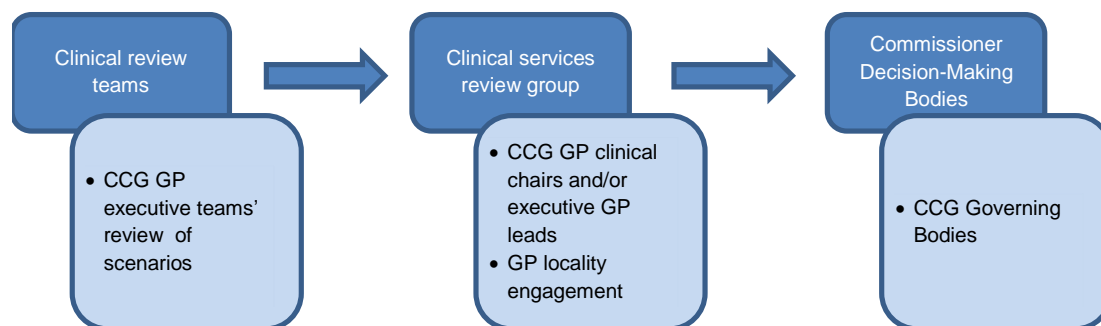 Clinical review
teams
• CCG GP
executive teams’
review of
scenarios
Clinical services
review group
• CCG GP clinical
chairs and/or
executive GP
leads
• GP locality
engagement
Commissioner
Decision-Making
Bodies
• CCG Governing
Bodies